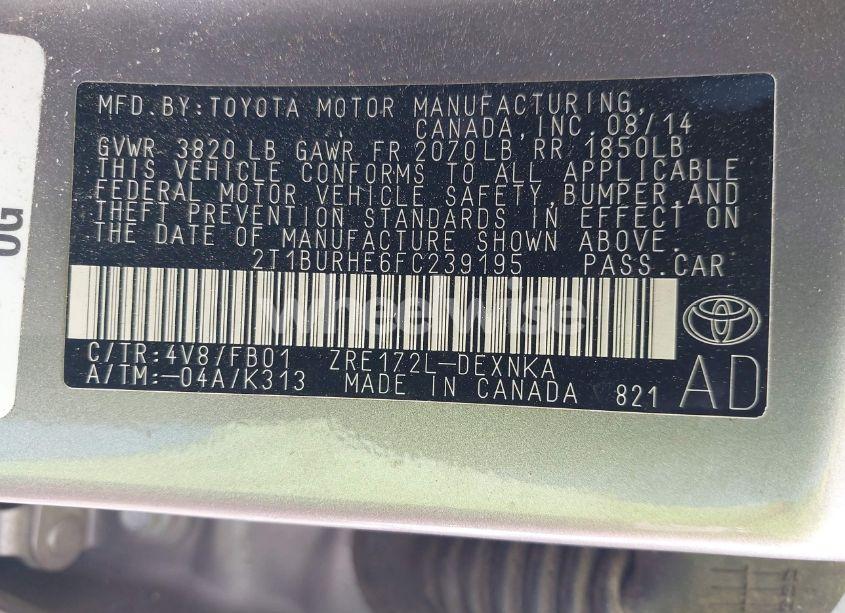 MFD.BY:TOYOTA MOTOR MANUFACTURING,
CANADA,INC.08/14
GVWR 3820LB GAWR FR 2070LB RR 1850LB
THIS VEHICLE CONFORMS TO ALL APPLICABLE
FEDERAL MOTOR VEHICLE SAFETY,BUMPER,AND
THEFT PREVENTION STANDARDS IN EFFECT ON
THE DATE OF MANUFACTURE SHOWN ABOVE.
2T1BURHE6FC239195 PASS.CAR
wheelwise
C/TR:4V8/FB01 ZRE172L-DEXNKA
A/TM:-04A/K313 MADE IN CANADA 821 AD